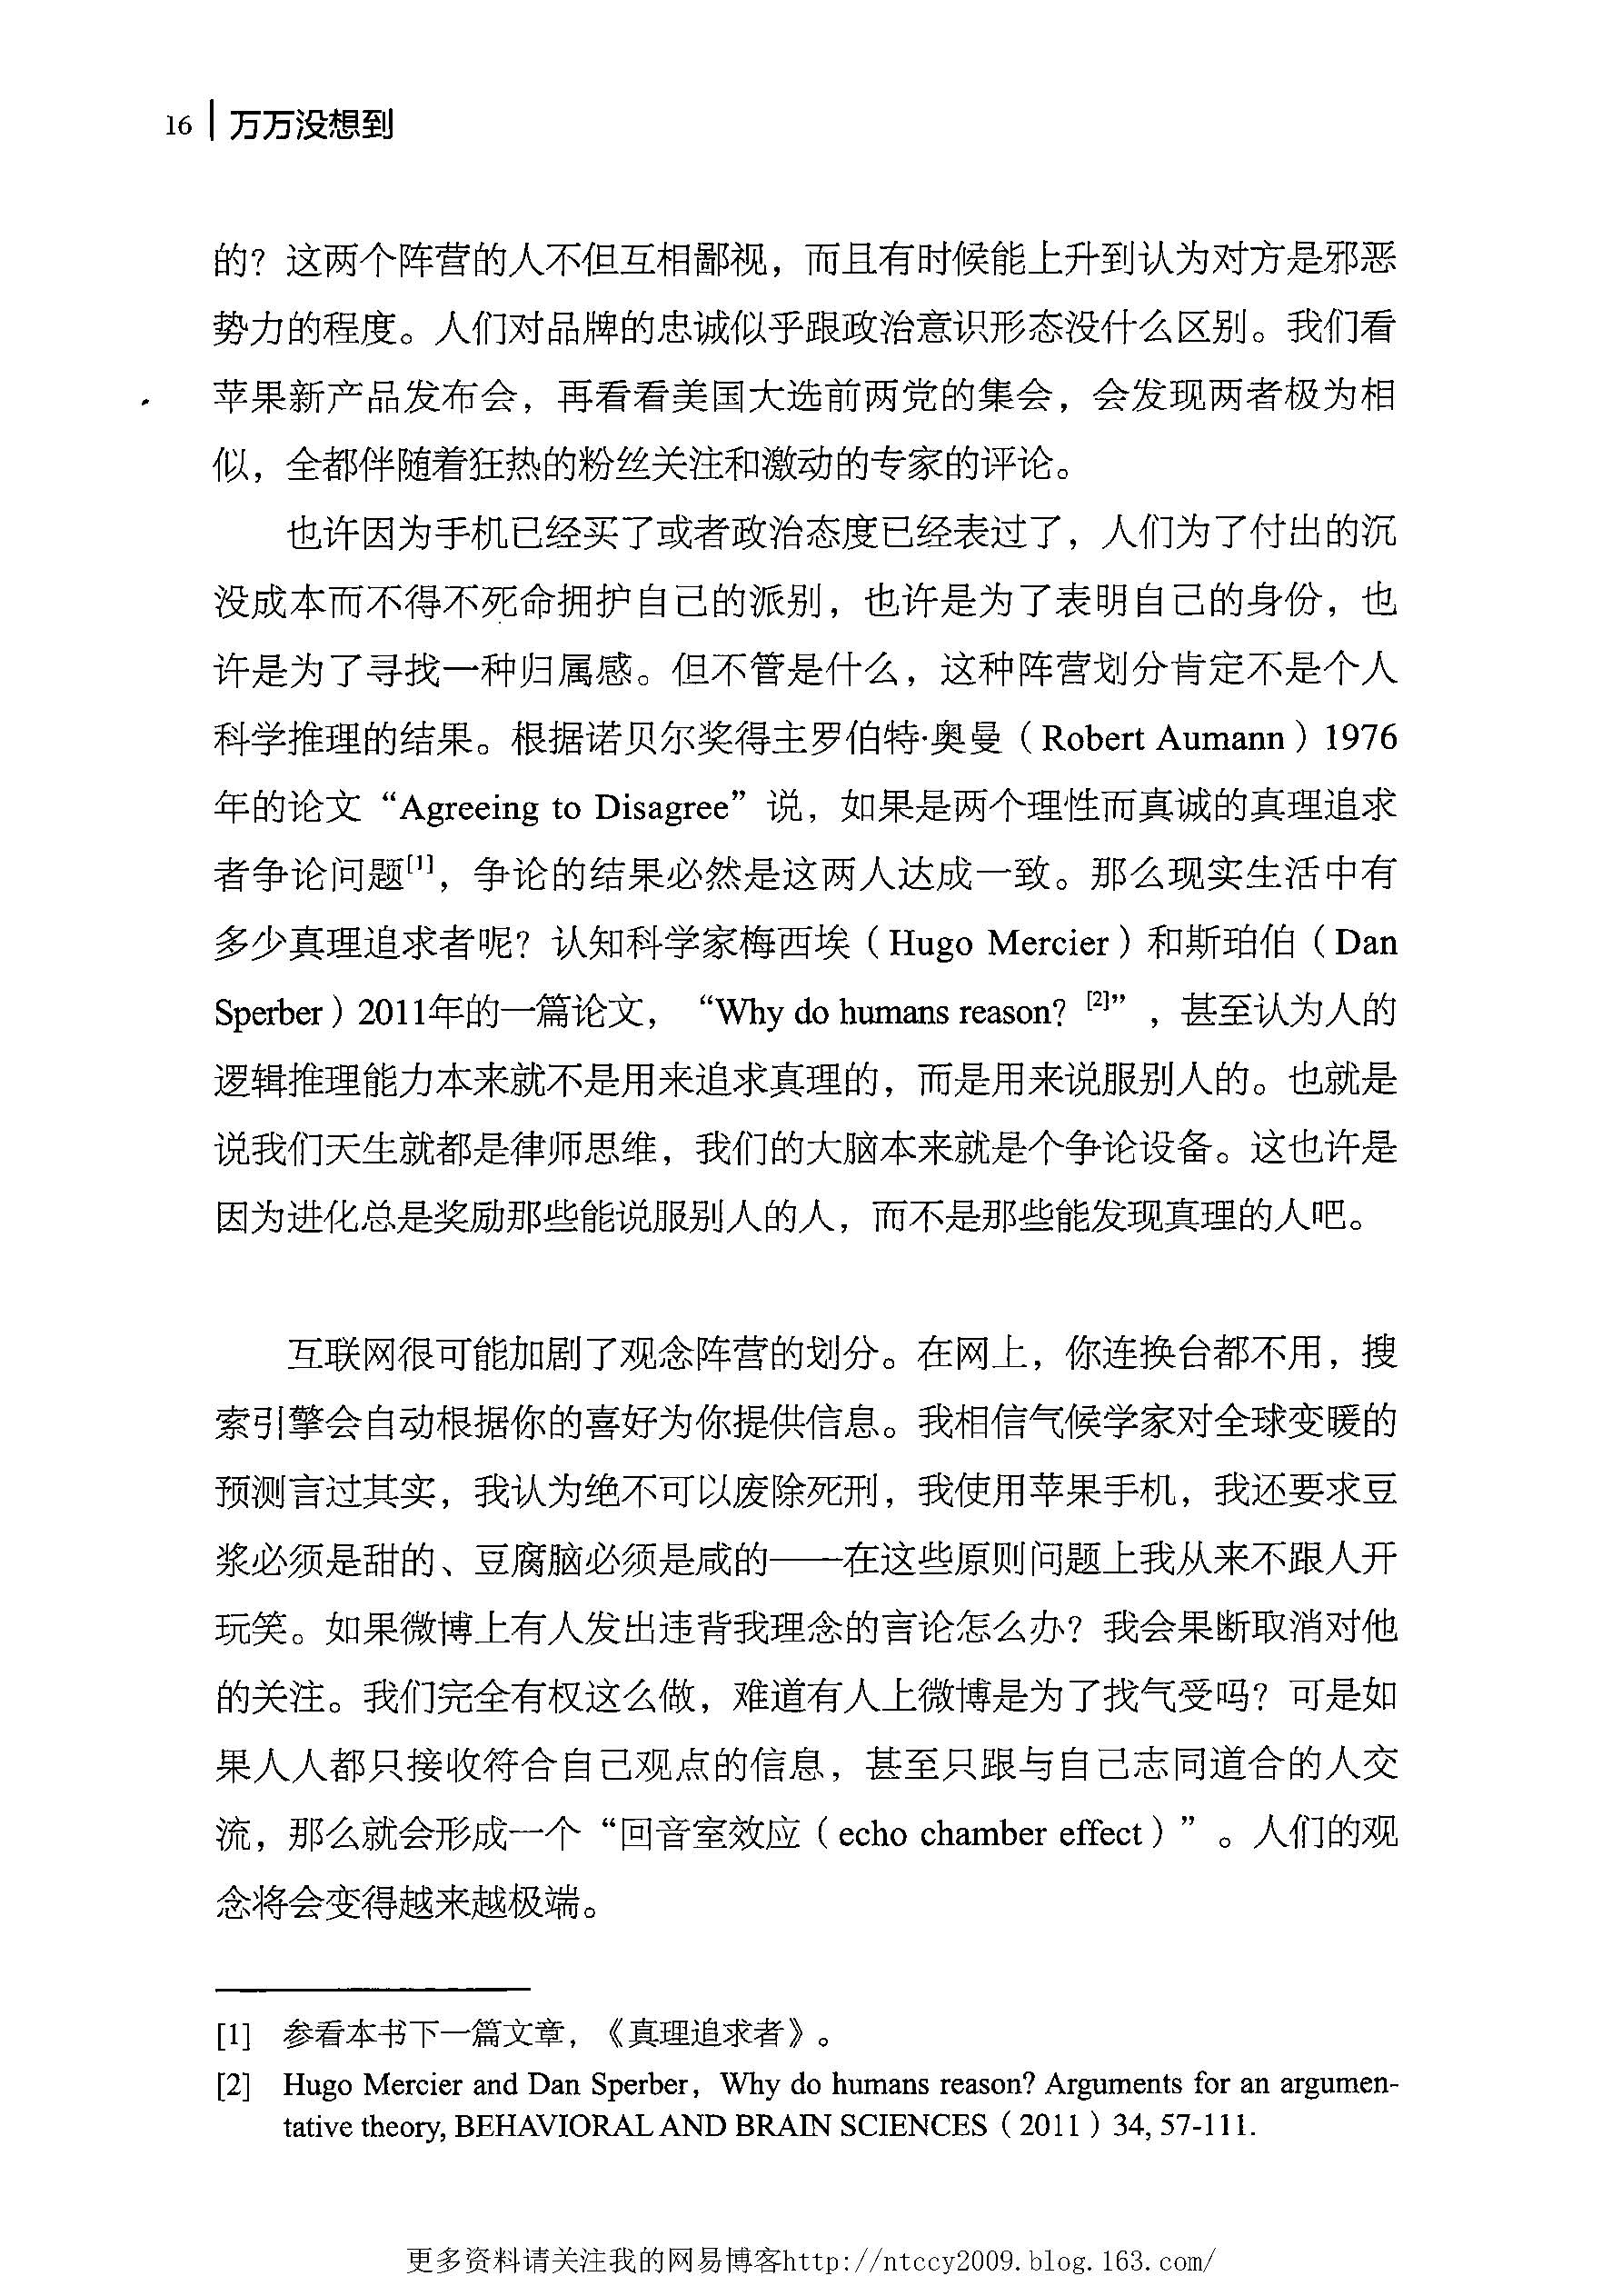 16 万万没想到
的？这两个阵营的人不但互相鄙视，而且有时候能上升到认为对方是邪恶
势力的程度。人们对品牌的忠诚似乎跟政治意识形态没什么区别。我们看
苹果新产品发布会，再看看美国大选前两党的集会，会发现两者极为相
似，全都伴随着狂热的粉丝关注和激动的专家的评论。
也许因为手机已经买了或者政治态度已经表过了，人们为了付出的沉
没成本而不得不死命拥护自己的派别，也许是为了表明自己的身份，也
许是为了寻找一种归属感。但不管是什么，这种阵营划分肯定不是个人
科学推理的结果。根据诺贝尔奖得主罗伯特·奥曼（Robert Aumann）1976
年的论文“Agreeing to Disagree”说，如果是两个理性而真诚的真理追求
者争论问题[1]，争论的结果必然是这两人达成一致。那么现实生活中有
多少真理追求者呢？认知科学家梅西埃（Hugo Mercier）和斯珀伯（Dan
Sperber）2011年的一篇论文，“Why do humans reason? [2]”，甚至认为人的
逻辑推理能力本来就不是用来追求真理的，而是用来说服别人的。也就是
说我们天生就都是律师思维，我们的大脑本来就是个争论设备。这也许是
因为进化总是奖励那些能说服别人的人，而不是那些能发现真理的人吧。
互联网很可能加剧了观念阵营的划分。在网上，你连换台都不用，搜
索引擎会自动根据你的喜好为你提供信息。我相信气候学家对全球变暖的
预测言过其实，我认为绝不可以废除死刑，我使用苹果手机，我还要求豆
浆必须是甜的、豆腐脑必须是咸的——在这些原则问题上我从来不跟人开
玩笑。如果微博上有人发出违背我理念的言论怎么办？我会果断取消对他
的关注。我们完全有权这么做，难道有人上微博是为了找气受吗？可是如
果人人都只接收符合自己观点的信息，甚至只跟与自己志同道合的人交
流，那么就会形成一个“回音室效应（echo chamber effect）”。人们的观
念将会变得越来越极端。
[1] 参看本书下一篇文章，《真理追求者》。
[2] Hugo Mercier and Dan Sperber，Why do humans reason? Arguments for an argumen-
tative theory, BEHAVIORAL AND BRAIN SCIENCES（2011）34, 57-111.
更多资料请关注我的网易博客http://ntccy2009.blog.163.com/